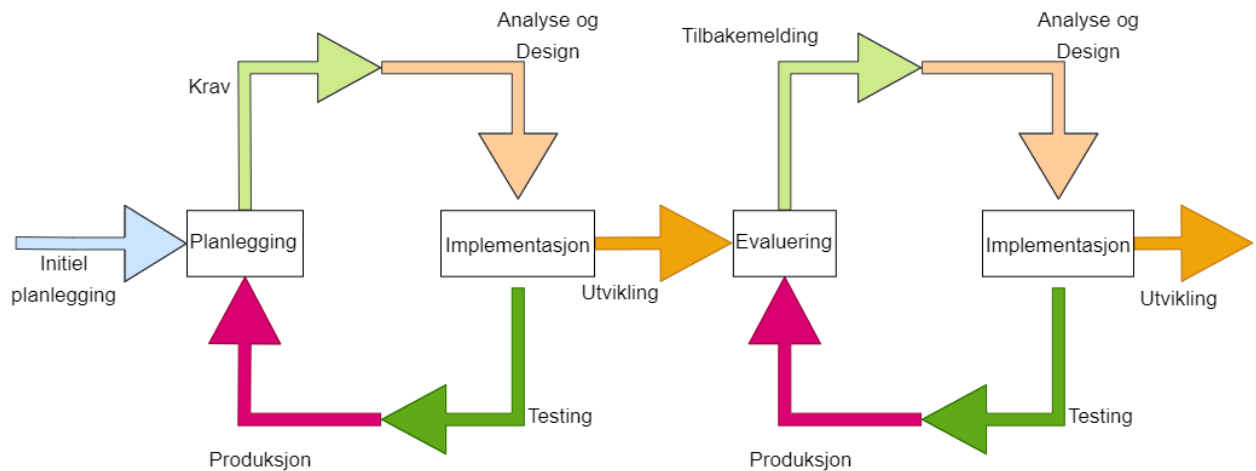 Analyse og
Design
Krav
Initiel
planlegging
Planlegging
Implementasjon
Utvikling
Testing
Produksjon
Tilbakemelding
Analyse og
Design
Evaluering
Implementasjon
Utvikling
Testing
Produksjon